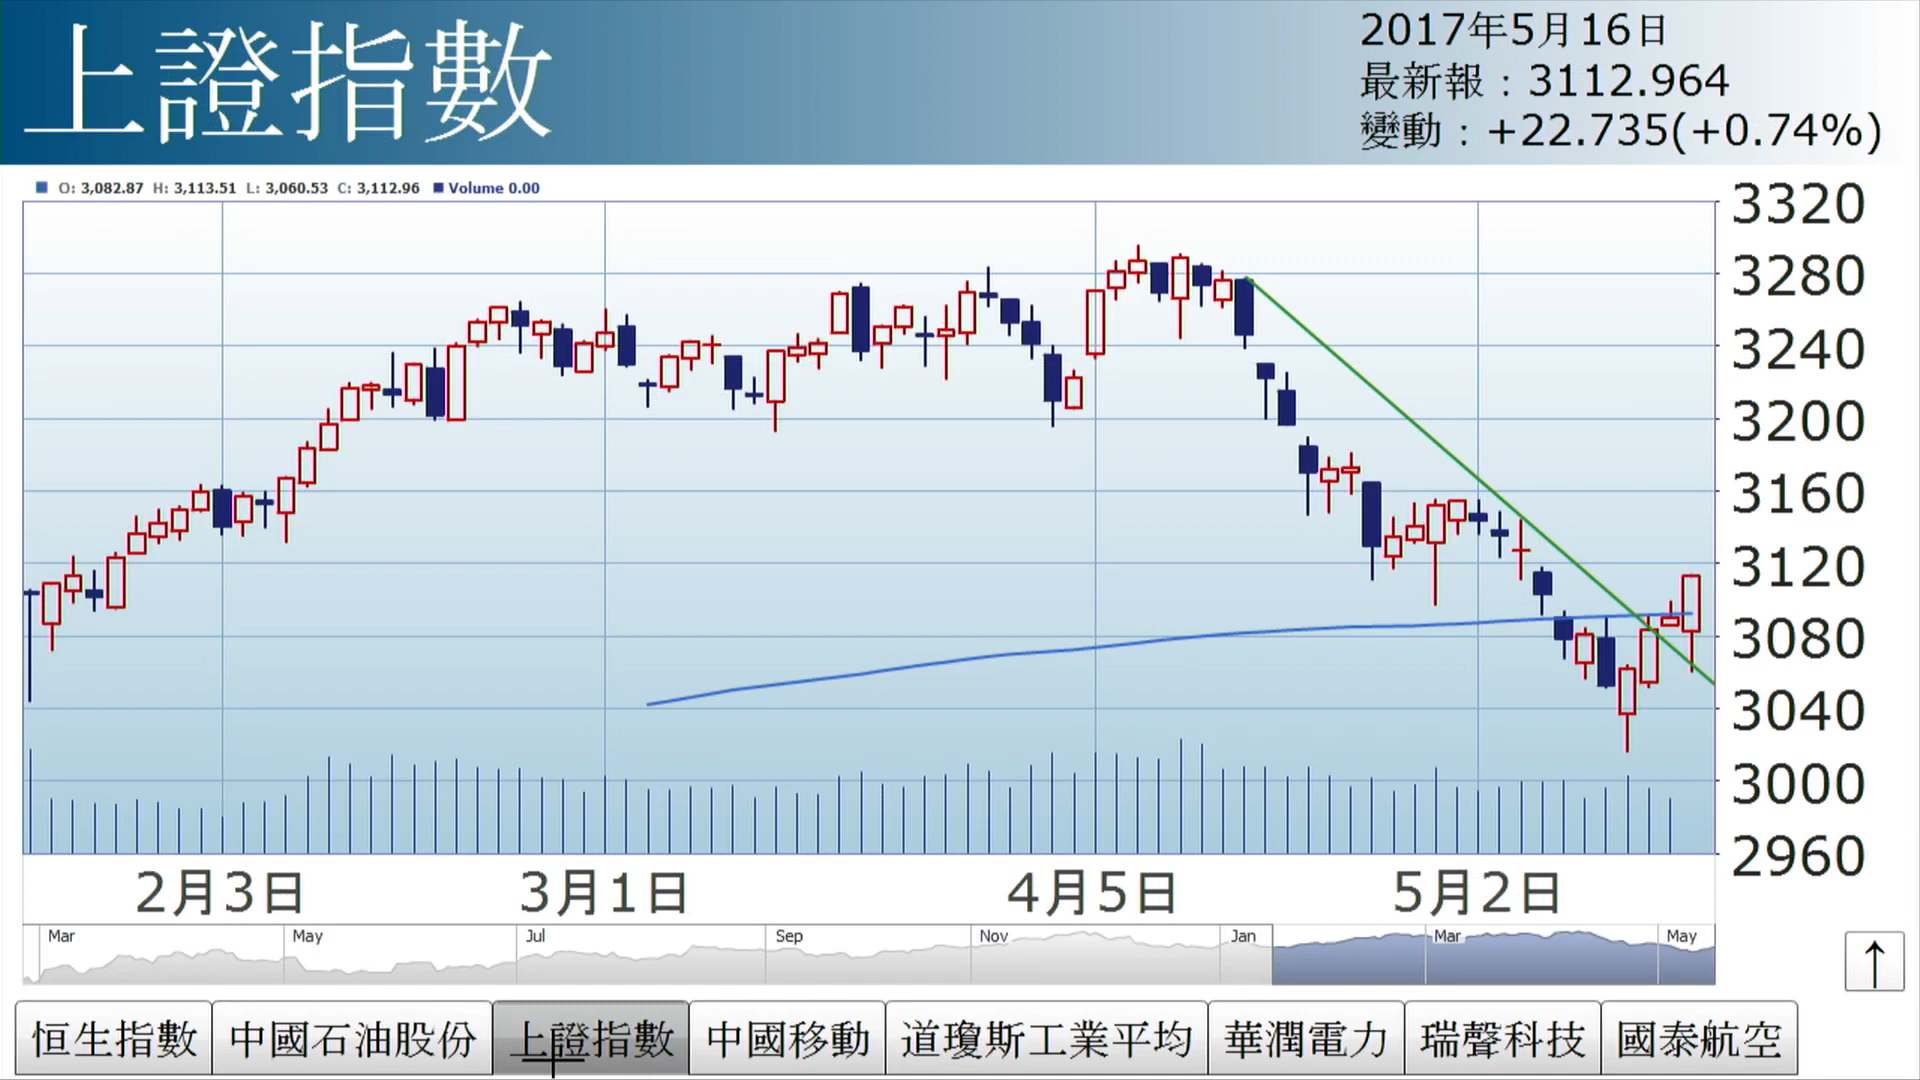 上證指數
2017年5月16日
最新報：3112.964
變動：+22.735(+0.74%)
O: 3,082.87 H: 3,113.51 L: 3,060.53 C: 3,112.96 Volume 0.00
3320
3280
3240
3200
3160
3120
3080
3040
3000
2960
2月3日 3月1日 4月5日 5月2日
Mar May Jul Sep Nov Jan Mar May
↑
恒生指數 中國石油股份 上證指數 中國移動 道瓊斯工業平均 華潤電力 瑞聲科技 國泰航空